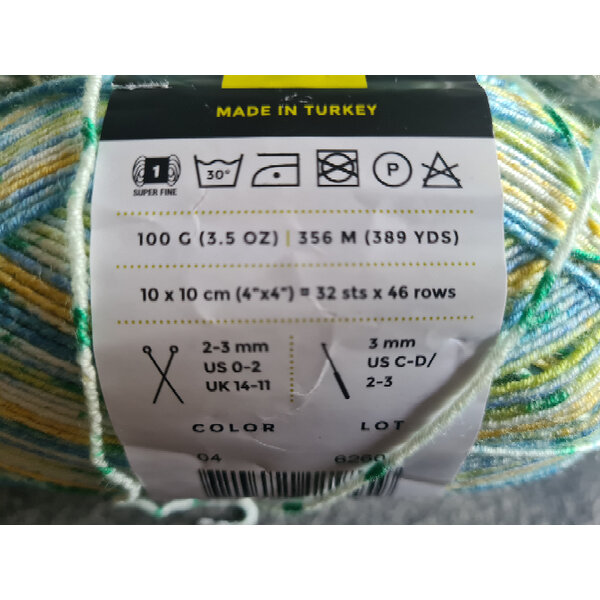 MADE IN TURKEY
1
SUPER FINE
30°
P
100 G (3.5 OZ) | 356 M (389 YDS)
10 x 10 cm (4"x4") = 32 sts x 46 rows
2-3 mm
US 0-2
UK 14-11
3 mm
US C-D/
2-3
COLOR
LOT
04
6260